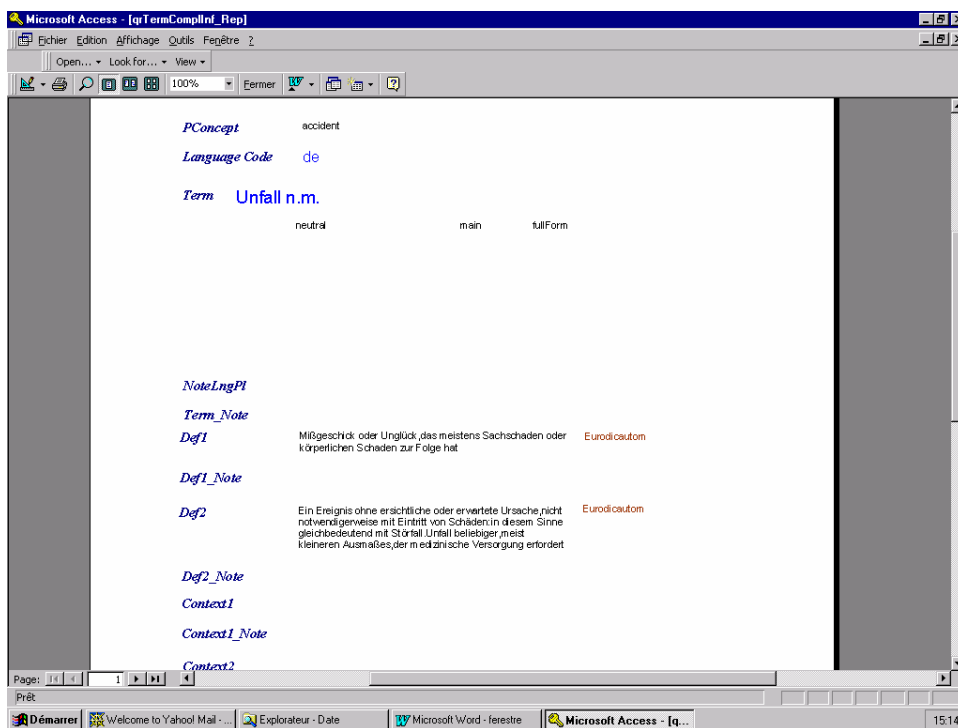 Microsoft Access - [qrTermComplInf_Rep]
Eichier Edition Affichage Outils Fenêtre ?
Open... Look for... View
100% Fermer
PConcept accident
Language Code de
Term Unfall n.m.
neutral main fullForm
NoteLngPl
Term_Note
Def1 Mißgeschick oder Unglück,das meistens Sachschaden oder Eurodicautom
körperlichen Schaden zur Folge hat
Def1_Note
Def2 Ein Ereignis ohne ersichtliche oder erwartete Ursache,nicht Eurodicautom
notwendigerweise mit Eintritt von Schäden:in diesem Sinne
gleichbedeutend mit Störfall.Unfall beliebiger,meist
kleineren Ausmaßes,der medizinische Versorgung erfordert
Def2_Note
Context1
Context1_Note
Context2
Page: 1
Prêt
Démarrer Welcome to Yahoo! Mail - ... Explorateur - Date Microsoft Word - ferestre Microsoft Access - [q... 15:14